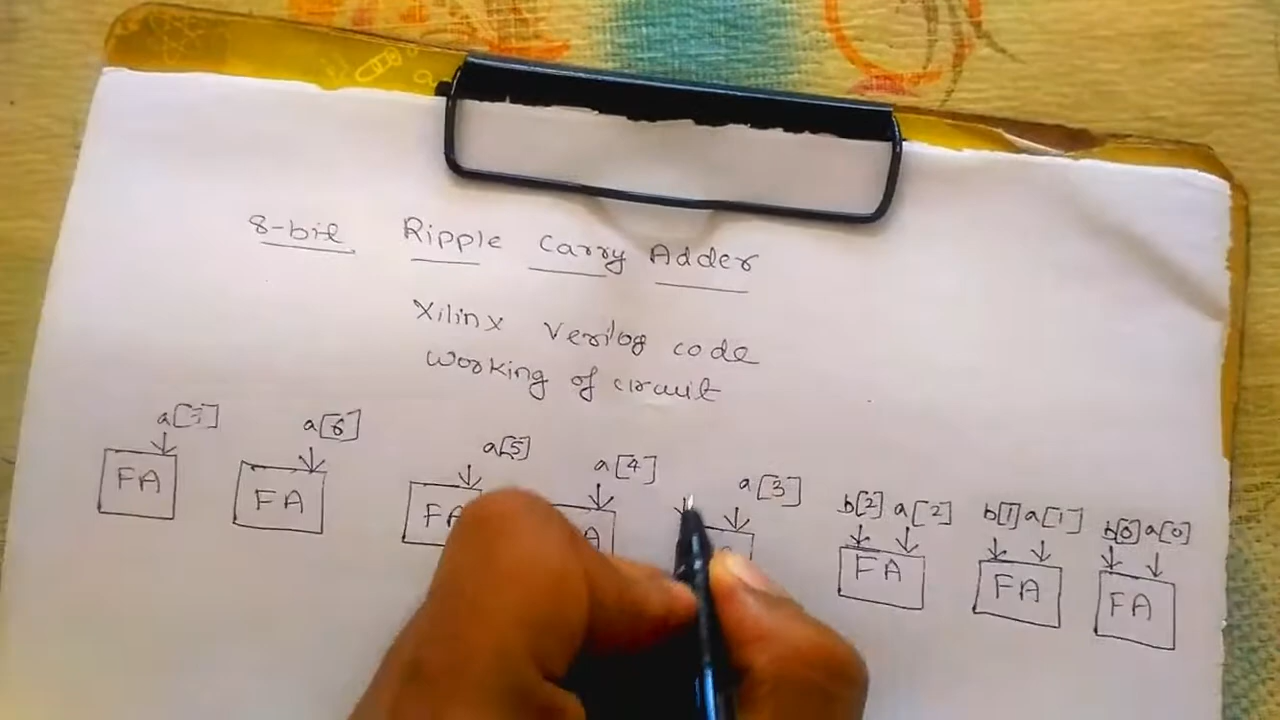 8-bit Ripple Carry Adder
Xilinx Verilog code
Working of circuit
a[7] a[6] a[5] a[4] a[3] b[2] a[2] b[1] a[1] b[0] a[0]
FA FA FA FA FA FA